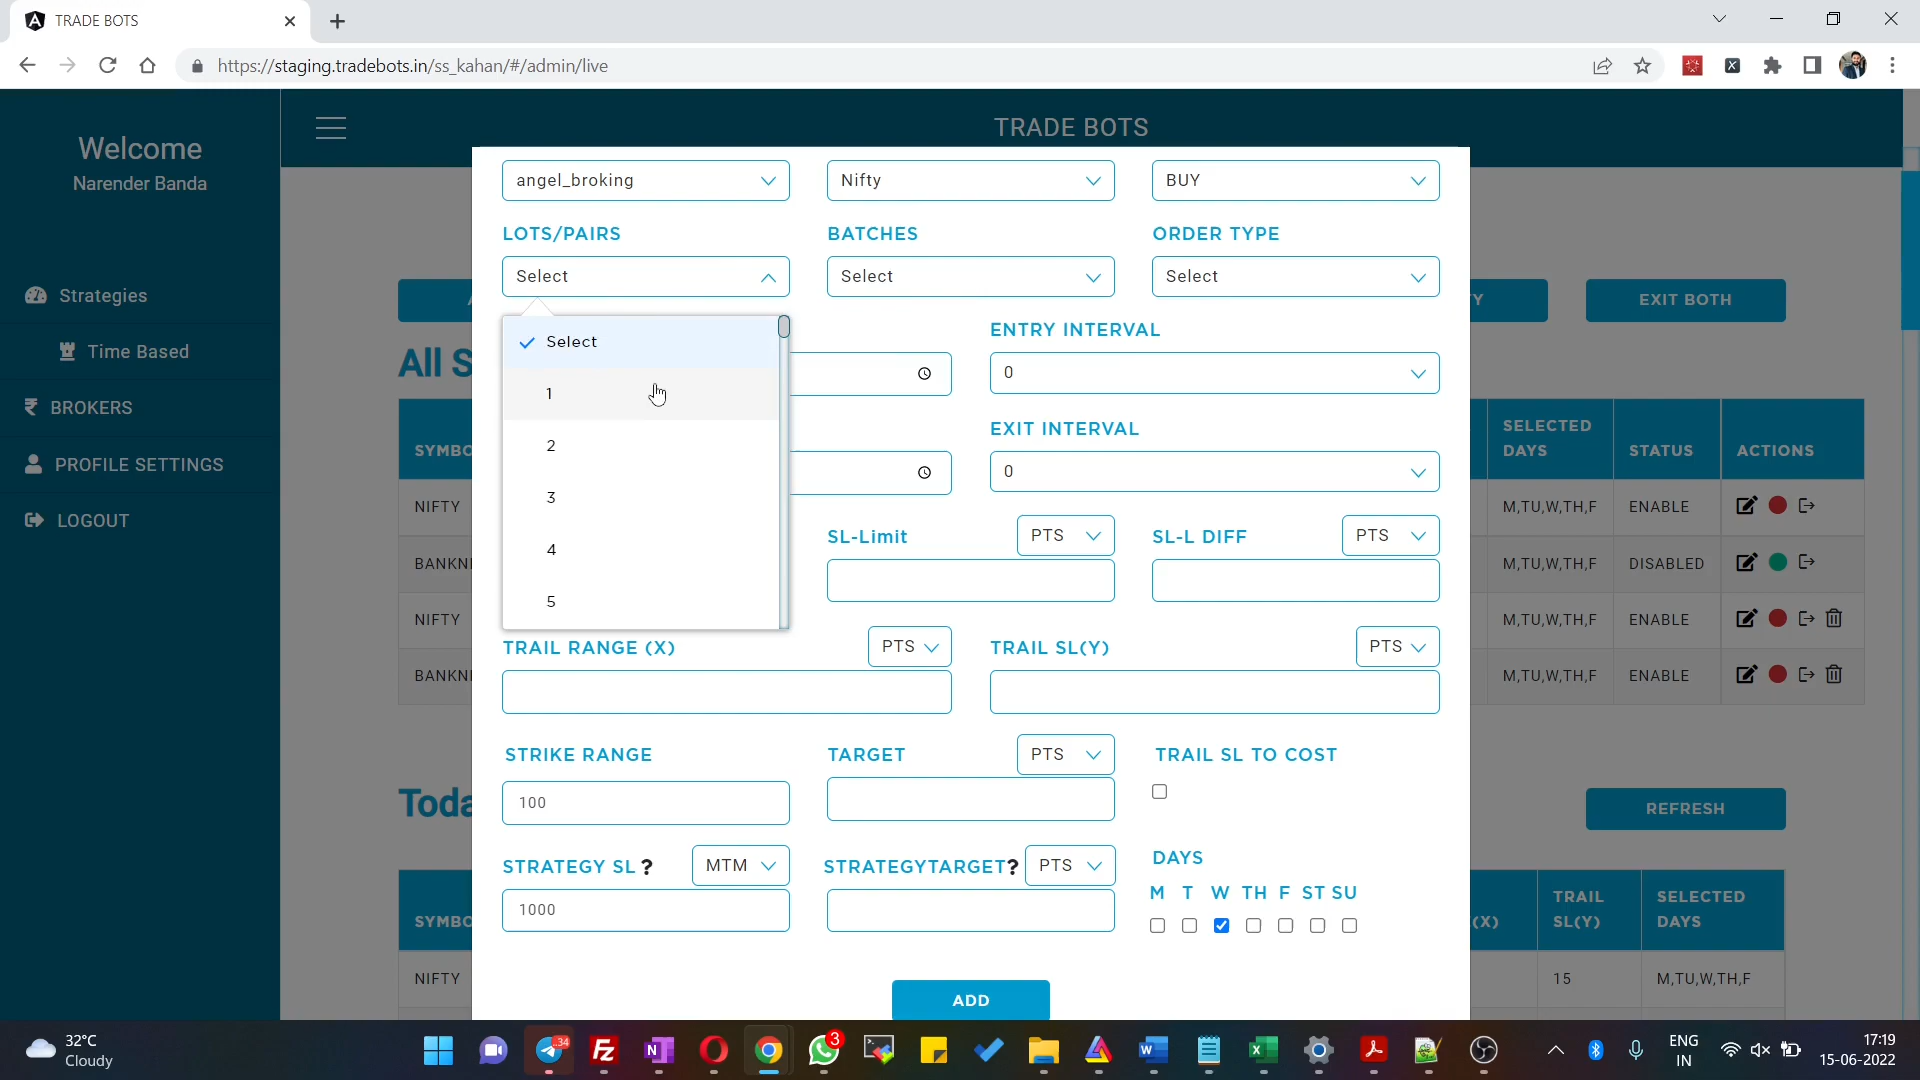 TRADE BOTS
https://staging.tradebots.in/ss_kahan/#/admin/live
Welcome
Narender Banda
TRADE BOTS
Strategies
Time Based
BROKERS
PROFILE SETTINGS
LOGOUT
angel_broking Nifty BUY
LOTS/PAIRS BATCHES ORDER TYPE
Select Select Select
EXIT BOTH
Select
1
2
3
4
5
ENTRY INTERVAL
0
EXIT INTERVAL
0
SL-Limit PTS SL-L DIFF PTS
TRAIL RANGE (X) PTS TRAIL SL(Y) PTS
STRIKE RANGE TARGET PTS TRAIL SL TO COST
100
STRATEGY SL ? MTM STRATEGYTARGET? PTS DAYS
M T W TH F ST SU
1000
ADD
All S
SELECTED
DAYS STATUS ACTIONS
NIFTY M,TU,W,TH,F ENABLE
M,TU,W,TH,F DISABLED
NIFTY M,TU,W,TH,F ENABLE
M,TU,W,TH,F ENABLE
REFRESH
(X) TRAIL
SL(Y) SELECTED
DAYS
NIFTY 15 M,TU,W,TH,F
32°C
Cloudy
34
3
ENG
IN
17:19
15-06-2022